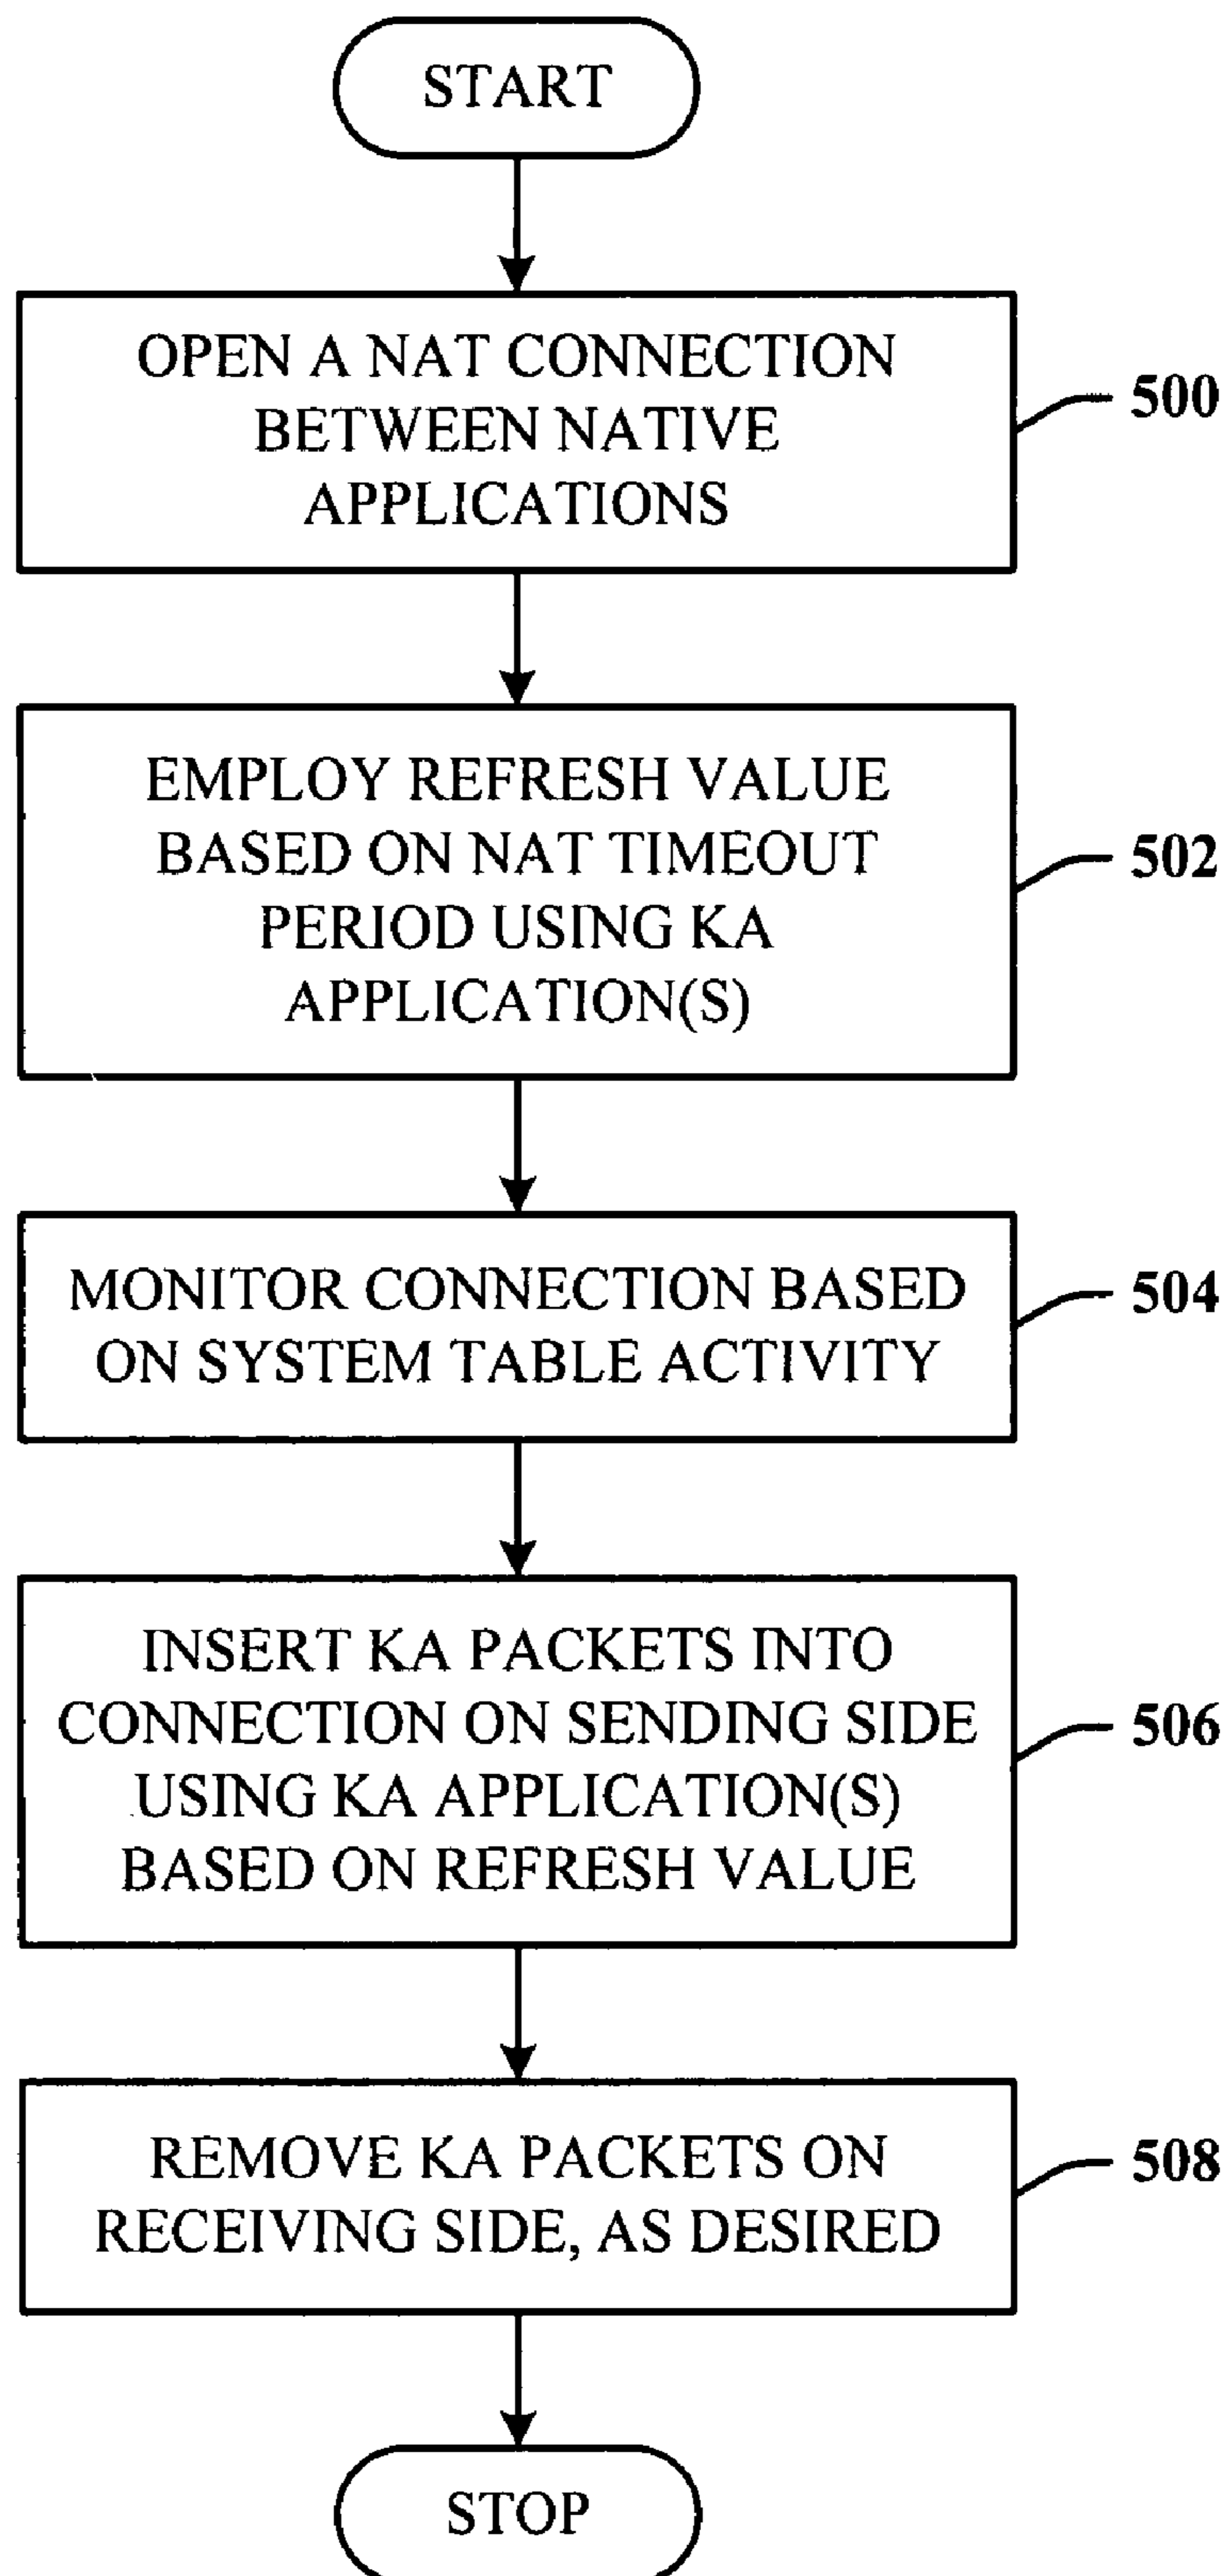 START
OPEN A NAT CONNECTION
BETWEEN NATIVE
APPLICATIONS
500
EMPLOY REFRESH VALUE
BASED ON NAT TIMEOUT
PERIOD USING KA
APPLICATION(S)
502
MONITOR CONNECTION BASED
ON SYSTEM TABLE ACTIVITY
504
INSERT KA PACKETS INTO
CONNECTION ON SENDING SIDE
USING KA APPLICATION(S)
BASED ON REFRESH VALUE
506
REMOVE KA PACKETS ON
RECEIVING SIDE, AS DESIRED
508
STOP